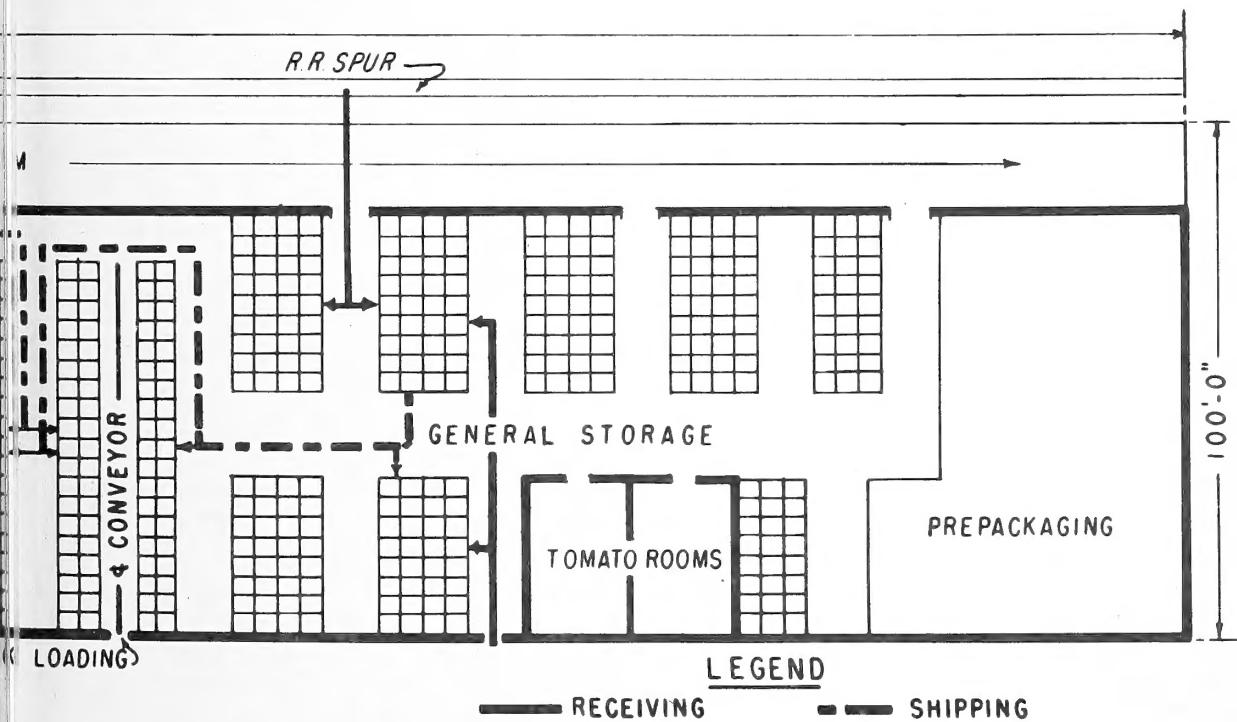 R.R. SPUR
M
GENERAL STORAGE
& CONVEYOR
100'-0"
PREPACKAGING
TOMATO ROOMS
LOADING)
LEGEND
RECEIVING
SHIPPING